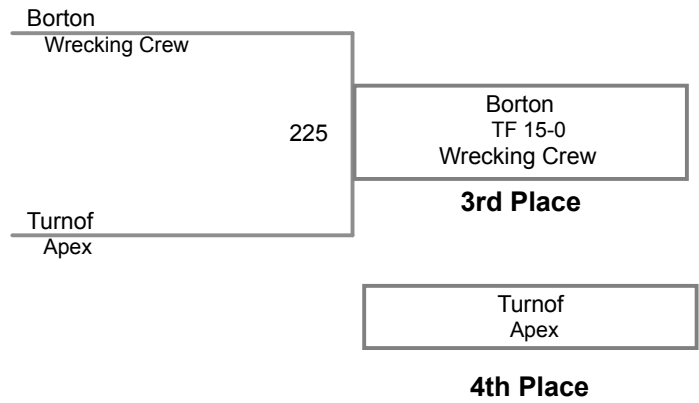 Borton
Wrecking Crew
225
Borton
TF 15-0
Wrecking Crew
3rd Place
Turnof
Apex
Turnof
Apex
4th Place